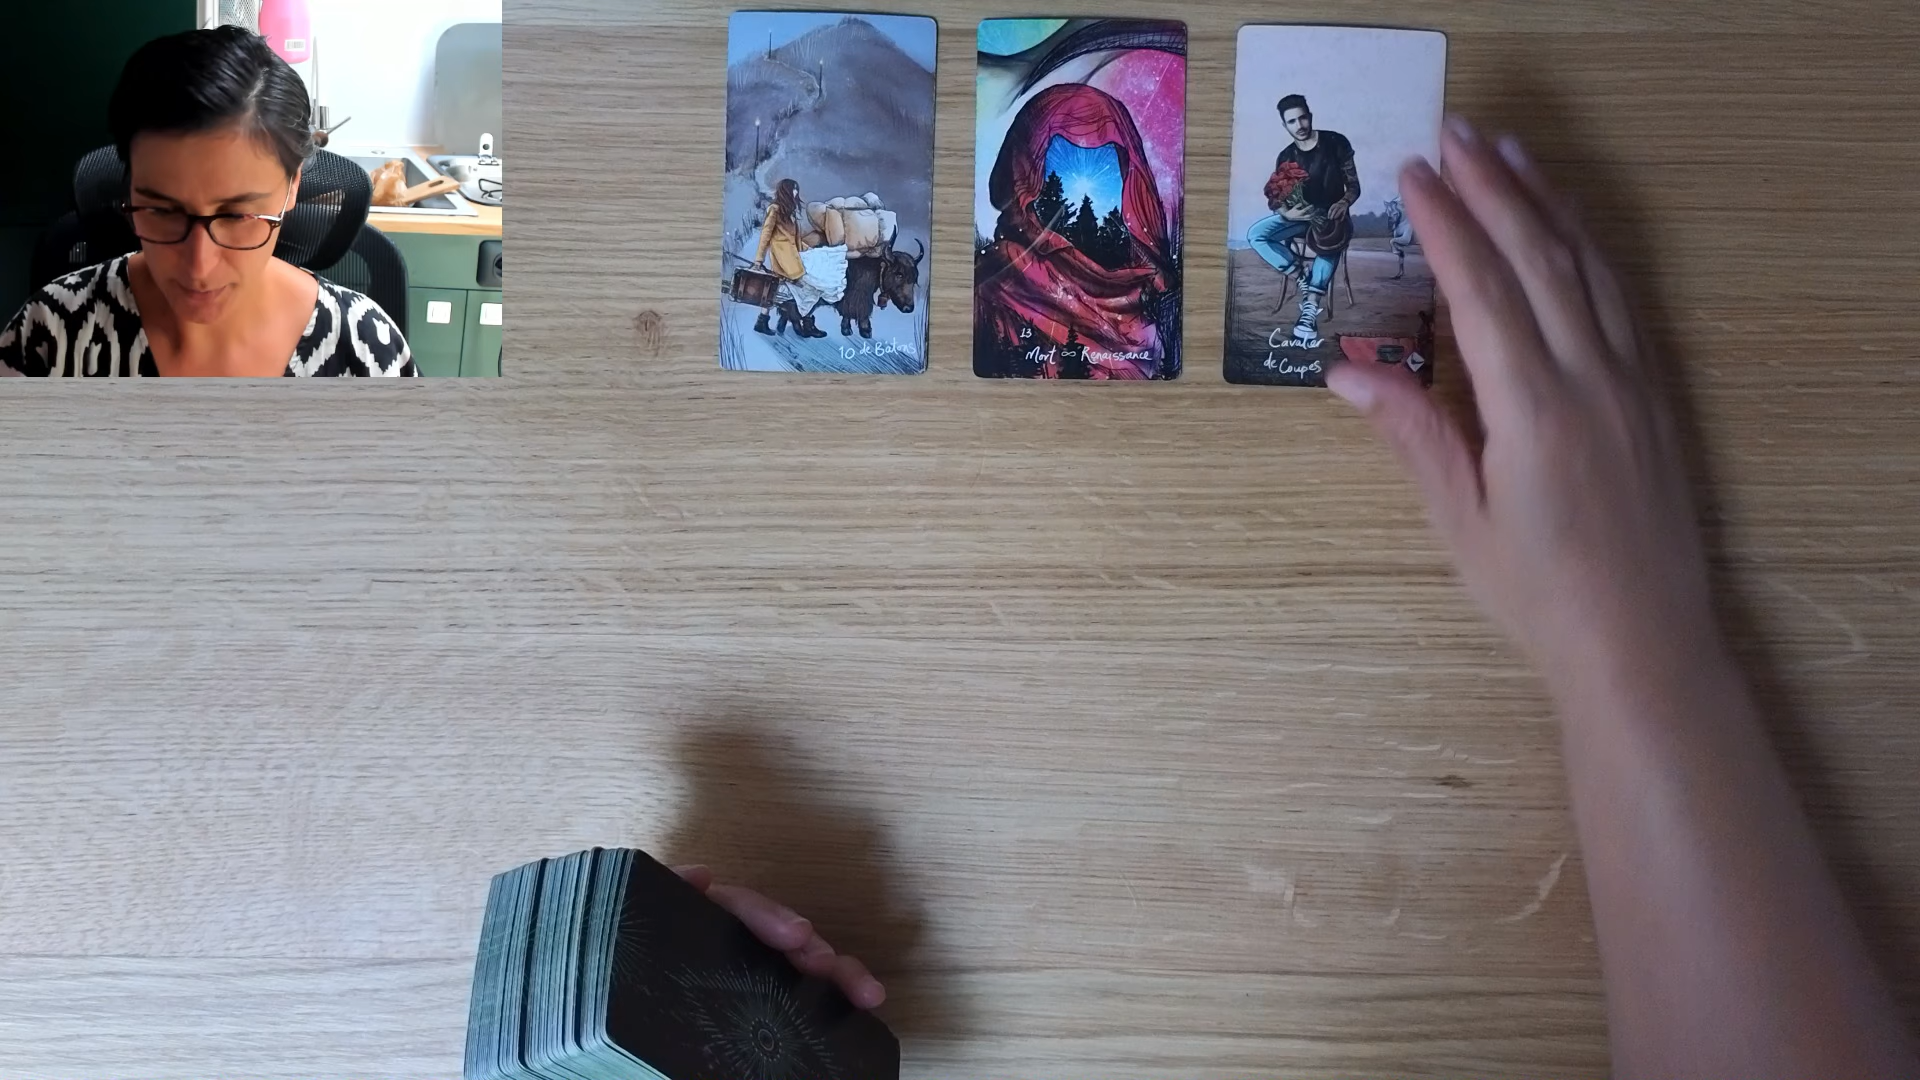 10 de Bâtons
13
Mort ∞ Renaissance
Cavalier
de Coupes